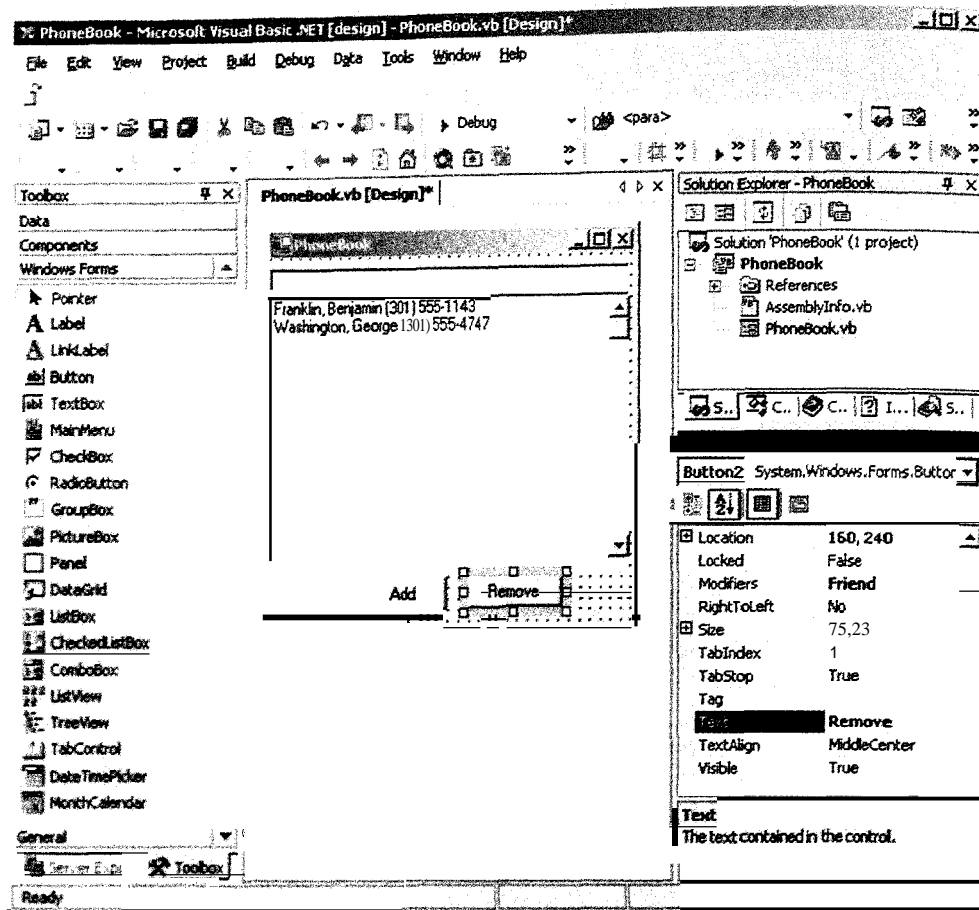 PhoneBook - Microsoft Visual Basic .NET [design] - PhoneBook.vb [Design]*
File Edit View Project Build Debug Data Tools Window Help
Debug
<para>
Toolbox
Data
Components
Windows Forms
Pointer
Label
LinkLabel
Button
TextBox
MainMenu
CheckBox
RadioButton
GroupBox
PictureBox
Panel
DataGrid
ListBox
CheckedListBox
ComboBox
ListView
TreeView
TabControl
DateTimePicker
MonthCalendar
General
Toolbox
PhoneBook.vb [Design]*
PhoneBook
Franklin, Benjamin (301) 555-1143
Washington, George 1301) 555-4747
Add
Remove
Solution Explorer - PhoneBook
Solution 'PhoneBook' (1 project)
PhoneBook
References
AssemblyInfo.vb
PhoneBook.vb
S.. C.. C.. I... S..
Button2 System.Windows.Forms.Buttor
Location 160, 240
Locked False
Modifiers Friend
RightToLeft No
Size 75,23
TabIndex 1
TabStop True
Tag
Text Remove
TextAlign MiddleCenter
Visible True
Text
The text contained in the control.
Ready